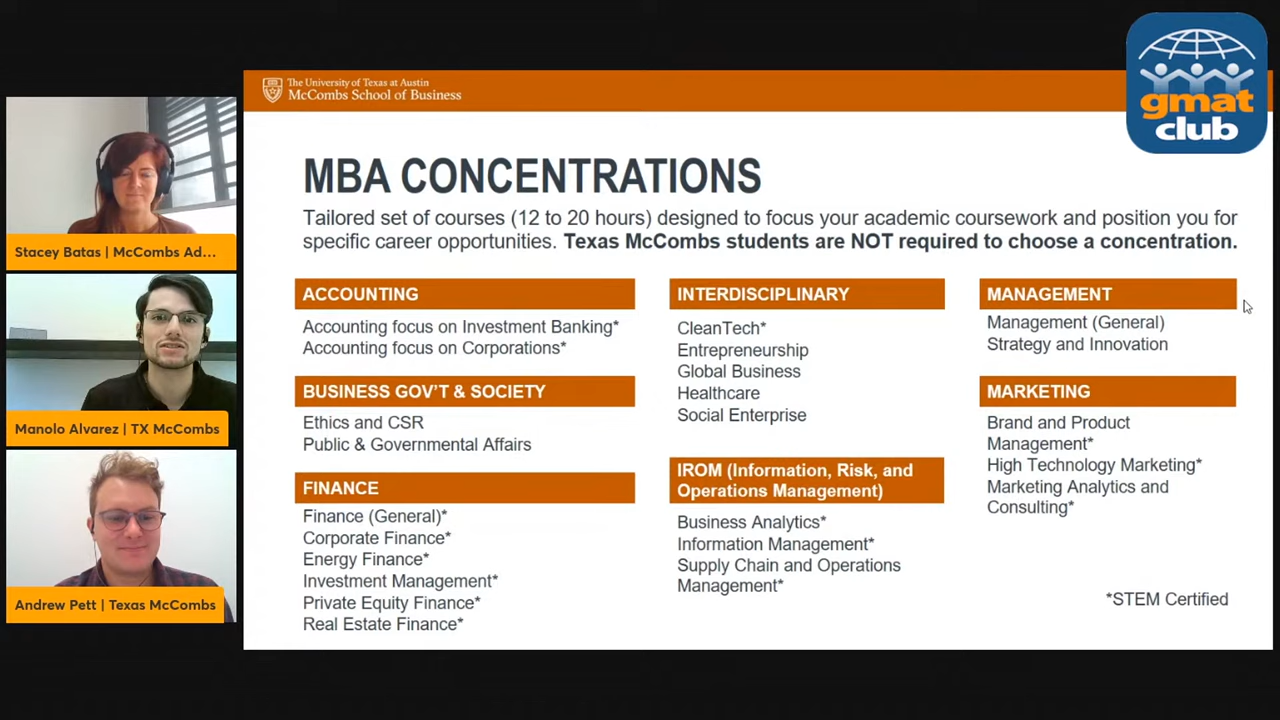 The University of Texas at Austin
McCombs School of Business
gmat
club
MBA CONCENTRATIONS
Tailored set of courses (12 to 20 hours) designed to focus your academic coursework and position you for
specific career opportunities. Texas McCombs students are NOT required to choose a concentration.
ACCOUNTING
Accounting focus on Investment Banking*
Accounting focus on Corporations*
BUSINESS GOV'T & SOCIETY
Ethics and CSR
Public & Governmental Affairs
FINANCE
Finance (General)*
Corporate Finance*
Energy Finance*
Investment Management*
Private Equity Finance*
Real Estate Finance*
INTERDISCIPLINARY
CleanTech*
Entrepreneurship
Global Business
Healthcare
Social Enterprise
IROM (Information, Risk, and
Operations Management)
Business Analytics*
Information Management*
Supply Chain and Operations
Management*
MANAGEMENT
Management (General)
Strategy and Innovation
MARKETING
Brand and Product
Management*
High Technology Marketing*
Marketing Analytics and
Consulting*
*STEM Certified
Stacey Batas | McCombs Ad...
Manolo Alvarez | TX McCombs
Andrew Pett | Texas McCombs